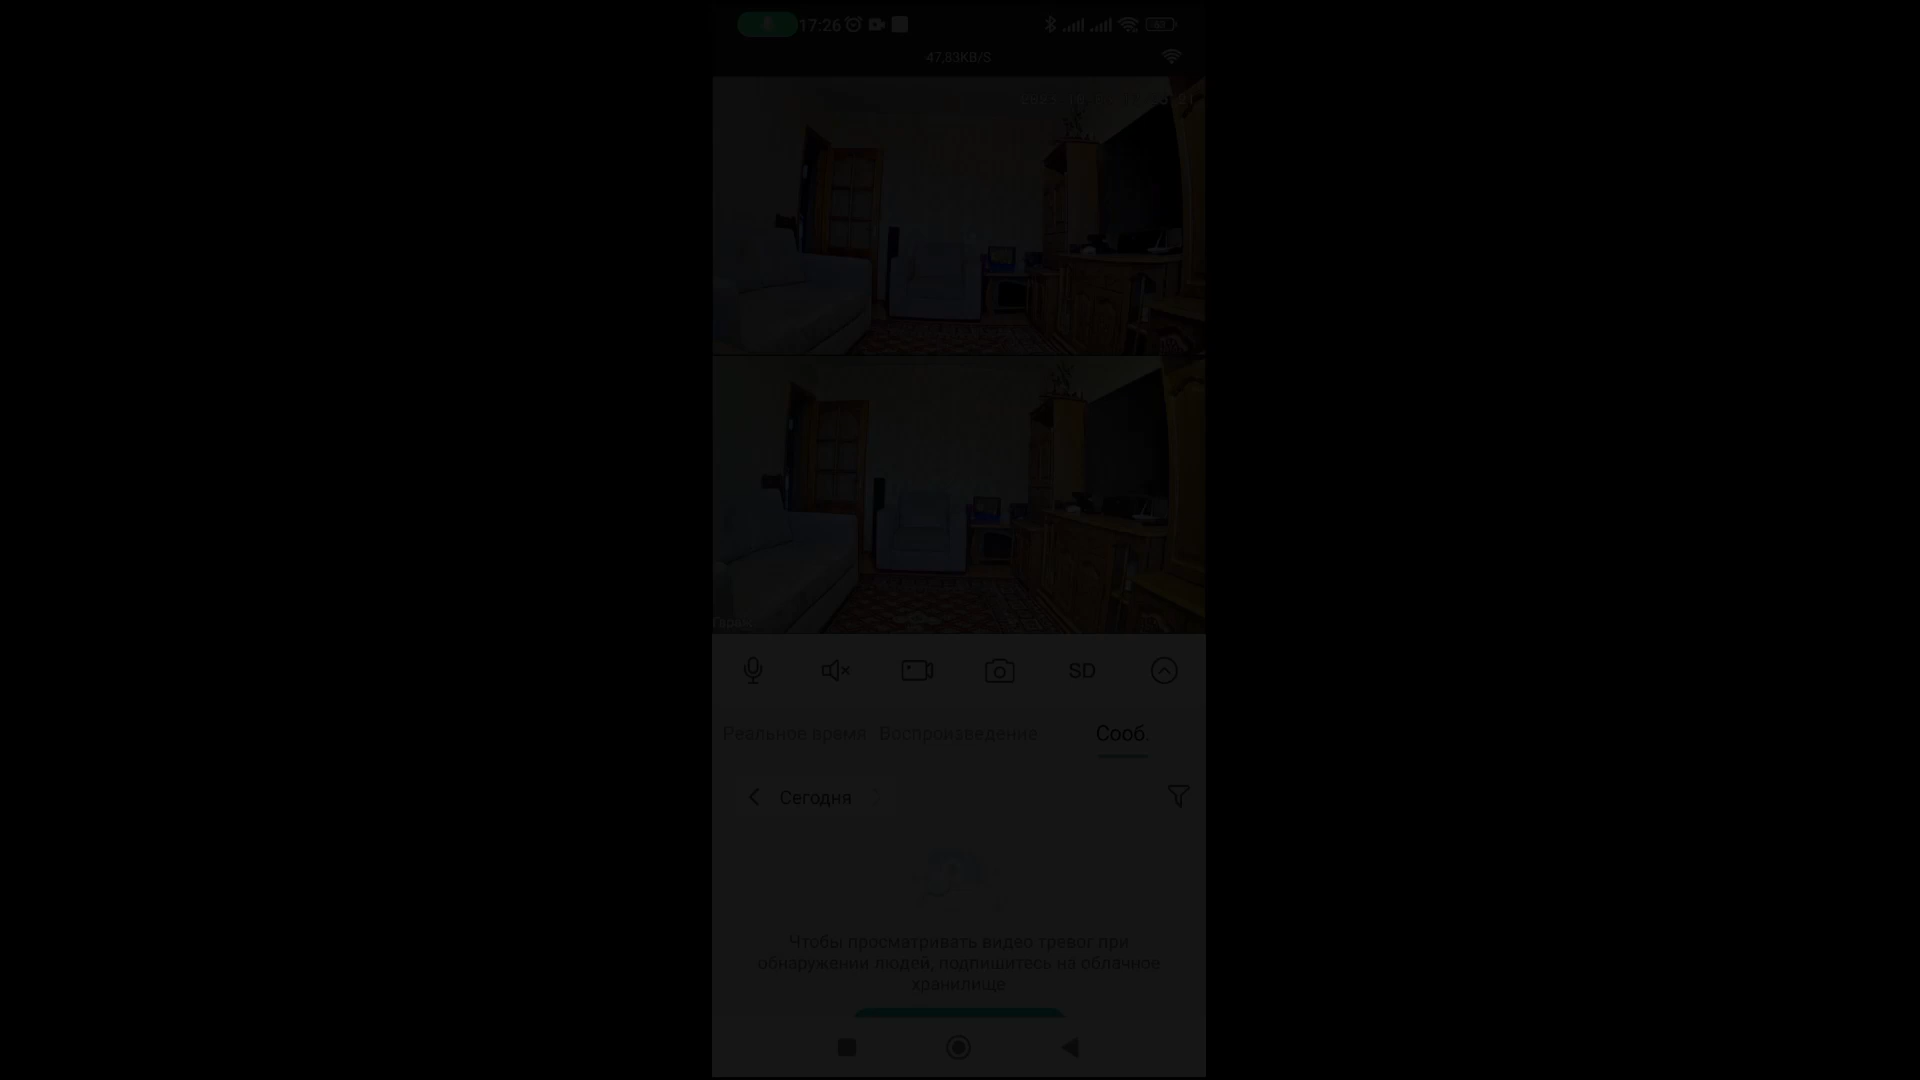 17:26
47,83KB/S
SD
Реальное время Воспроизведение Сооб.
Сегодня
Чтобы просматривать видео тревог при
обнаружении людей, подпишитесь на облачное
хранилище